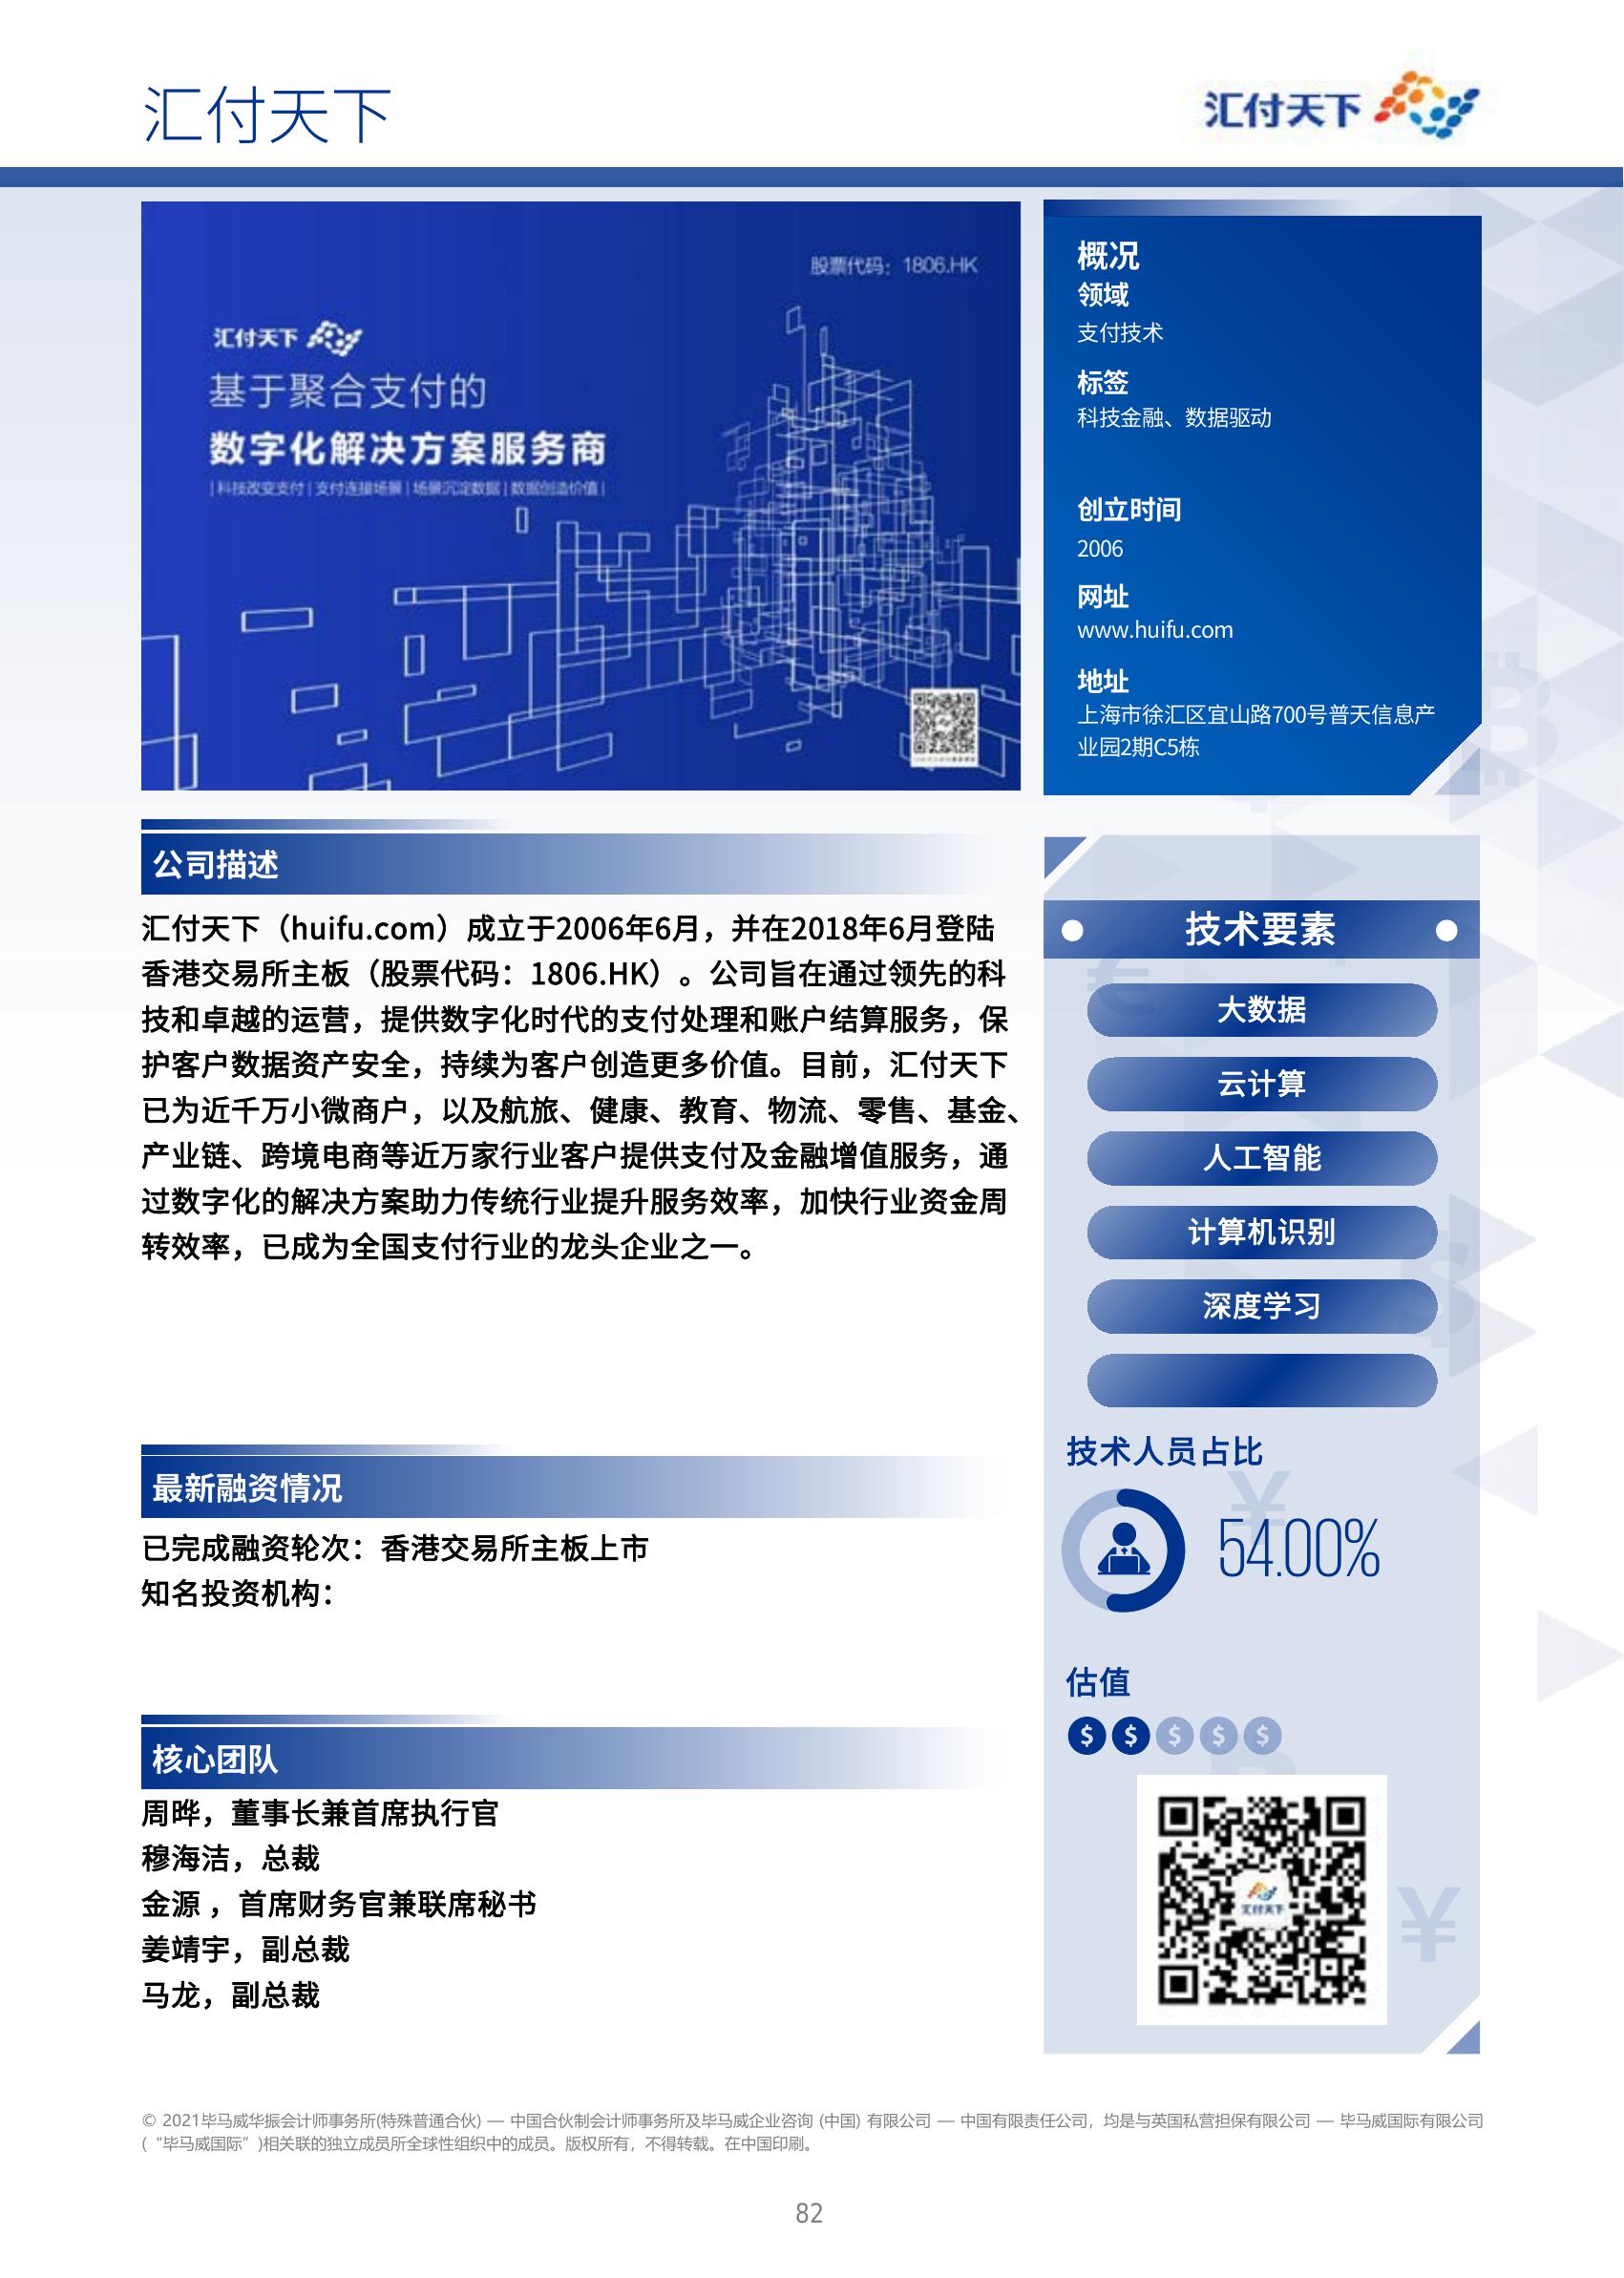 汇付天下
汇付天下
股票代码：1806.HK
汇付天下
基于聚合支付的
数字化解决方案服务商
|科技改变支付|支付连接场景|场景沉淀数据|数据创造价值|
概况
领域
支付技术
标签
科技金融、数据驱动
创立时间
2006
网址
www.huifu.com
地址
上海市徐汇区宜山路700号普天信息产
业园2期C5栋
公司描述
汇付天下（huifu.com）成立于2006年6月，并在2018年6月登陆
香港交易所主板（股票代码：1806.HK）。公司旨在通过领先的科
技和卓越的运营，提供数字化时代的支付处理和账户结算服务，保
护客户数据资产安全，持续为客户创造更多价值。目前，汇付天下
已为近千万小微商户，以及航旅、健康、教育、物流、零售、基金、
产业链、跨境电商等近万家行业客户提供支付及金融增值服务，通
过数字化的解决方案助力传统行业提升服务效率，加快行业资金周
转效率，已成为全国支付行业的龙头企业之一。
最新融资情况
已完成融资轮次：香港交易所主板上市
知名投资机构：
核心团队
周晔，董事长兼首席执行官
穆海洁，总裁
金源 ，首席财务官兼联席秘书
姜靖宇，副总裁
马龙，副总裁
技术要素
大数据
云计算
人工智能
计算机识别
深度学习
技术人员占比
54.00%
估值
$ $ $ $ $
汇付天下
© 2021毕马威华振会计师事务所(特殊普通合伙) — 中国合伙制会计师事务所及毕马威企业咨询 (中国) 有限公司 — 中国有限责任公司，均是与英国私营担保有限公司 — 毕马威国际有限公司
(“毕马威国际”)相关联的独立成员所全球性组织中的成员。版权所有，不得转载。在中国印刷。
82